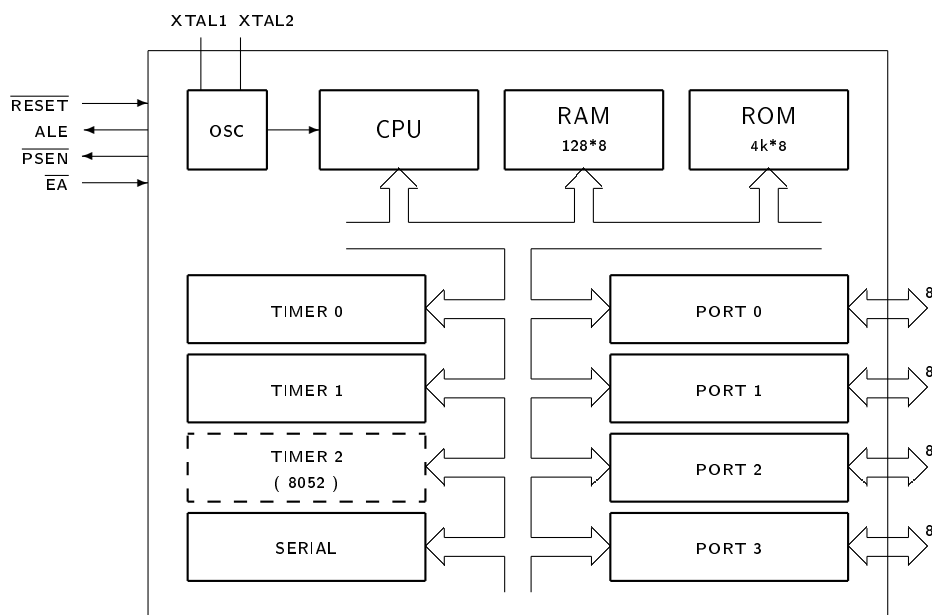 XTAL1 XTAL2
RESET
ALE
PSEN
EA
OSC
CPU
RAM
128*8
ROM
4k*8
TIMER 0
TIMER 1
TIMER 2
( 8052 )
SERIAL
PORT 0
8
PORT 1
8
PORT 2
8
PORT 3
8